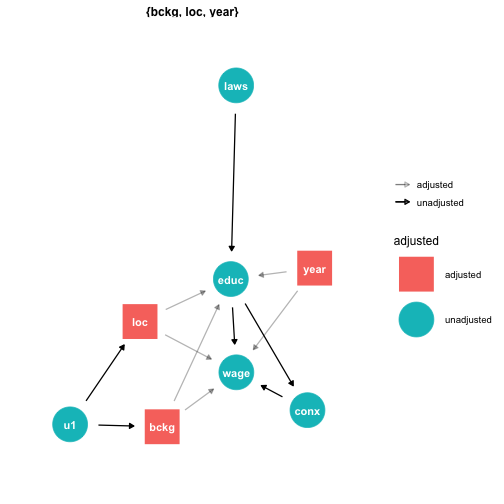 {bckg, loc, year}
laws
adjusted
unadjusted
adjusted
adjusted
unadjusted
educ
year
loc
wage
u1
bckg
conx